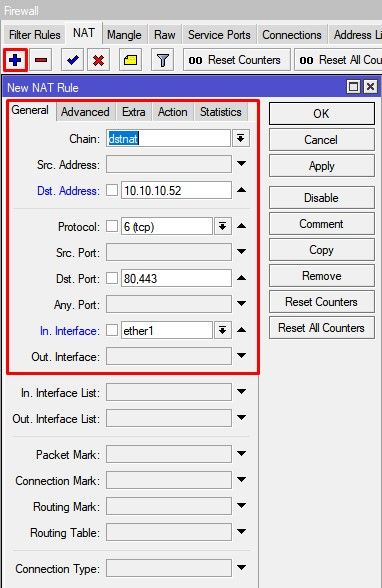 Firewall
Filter Rules NAT Mangle Raw Service Ports Connections Address Li
00 Reset Counters 00 Reset All Cou
New NAT Rule
General Advanced Extra Action Statistics
Chain: dstnat
Src. Address:
Dst. Address: 10.10.10.52
Protocol: 6 (tcp)
Src. Port:
Dst. Port: 80,443
Any. Port:
In. Interface: ether1
Out. Interface:
In. Interface List:
Out. Interface List:
Packet Mark:
Connection Mark:
Routing Mark:
Routing Table:
Connection Type:
OK
Cancel
Apply
Disable
Comment
Copy
Remove
Reset Counters
Reset All Counters